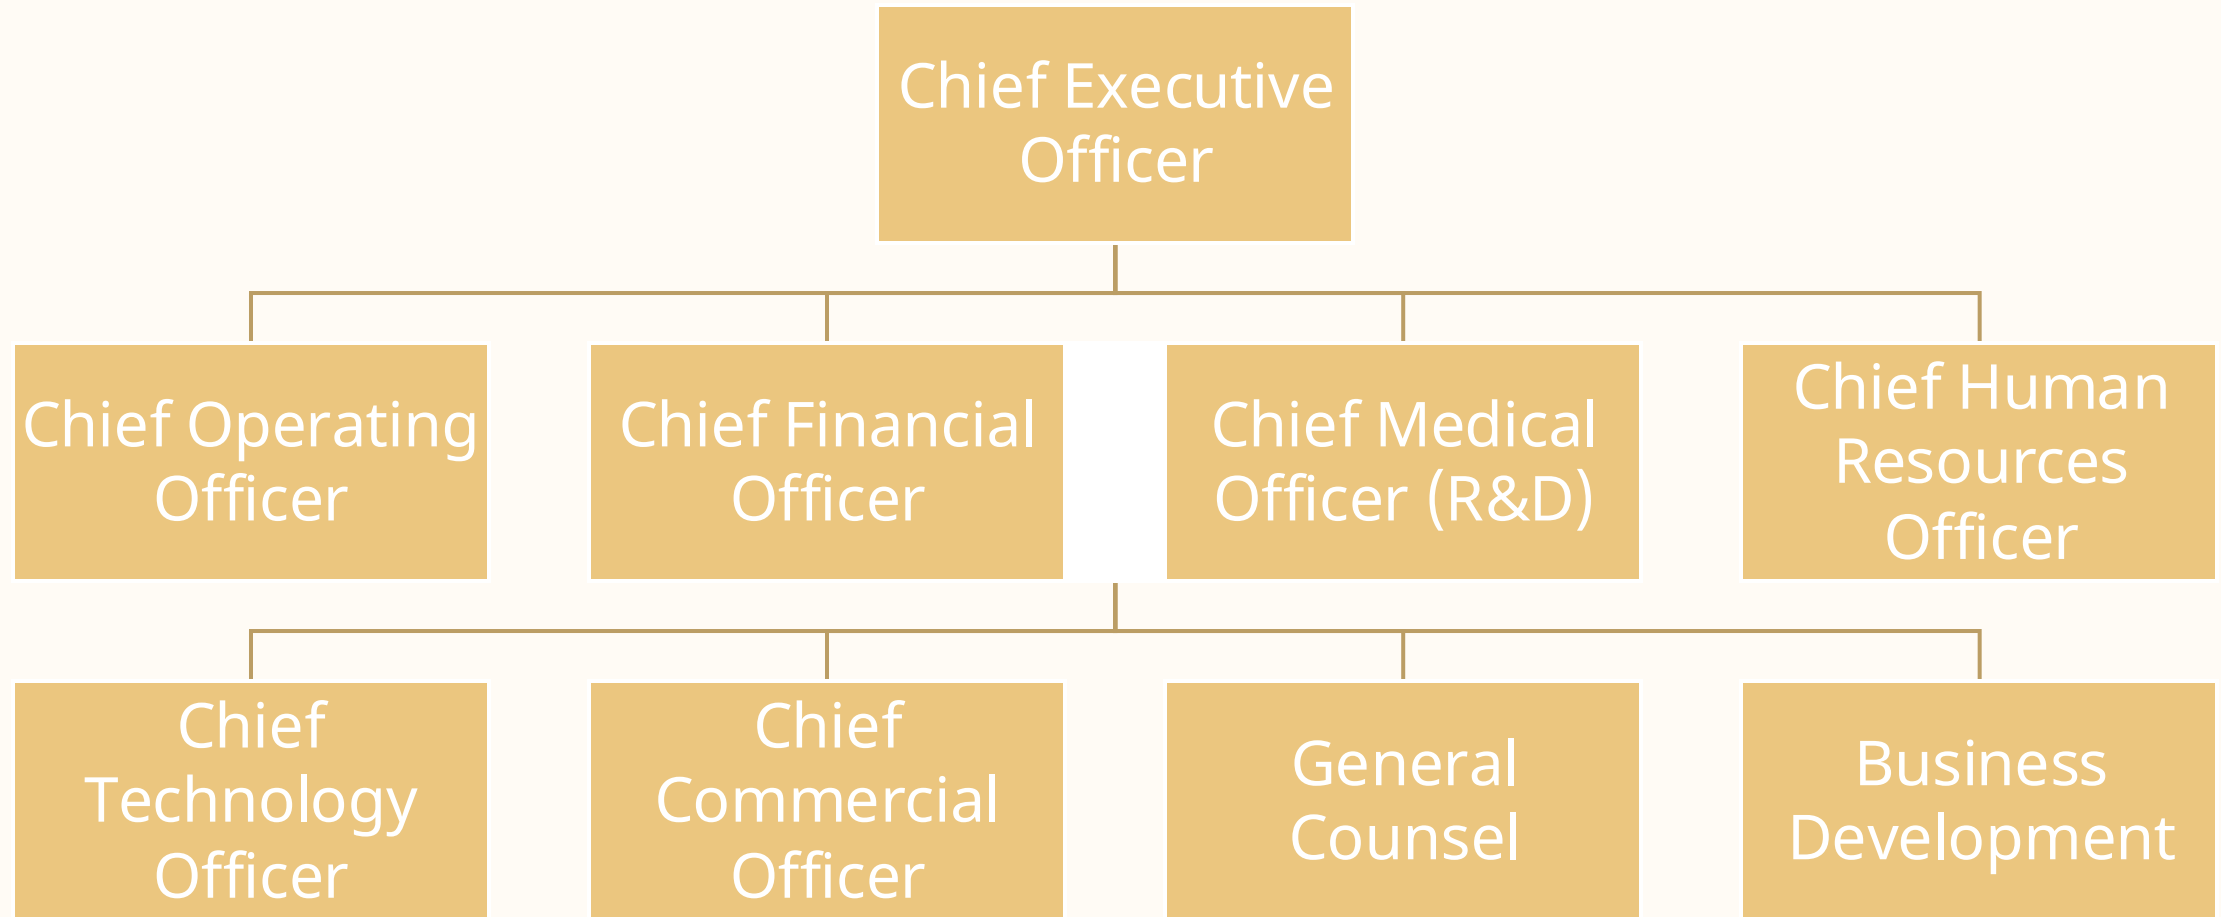 Chief Executive
Officer
Chief Operating
Officer
Chief Financial
Officer
Chief Medical
Officer (R&D)
Chief Human
Resources
Officer
Chief
Technology
Officer
Chief
Commercial
Officer
General
Counsel
Business
Development